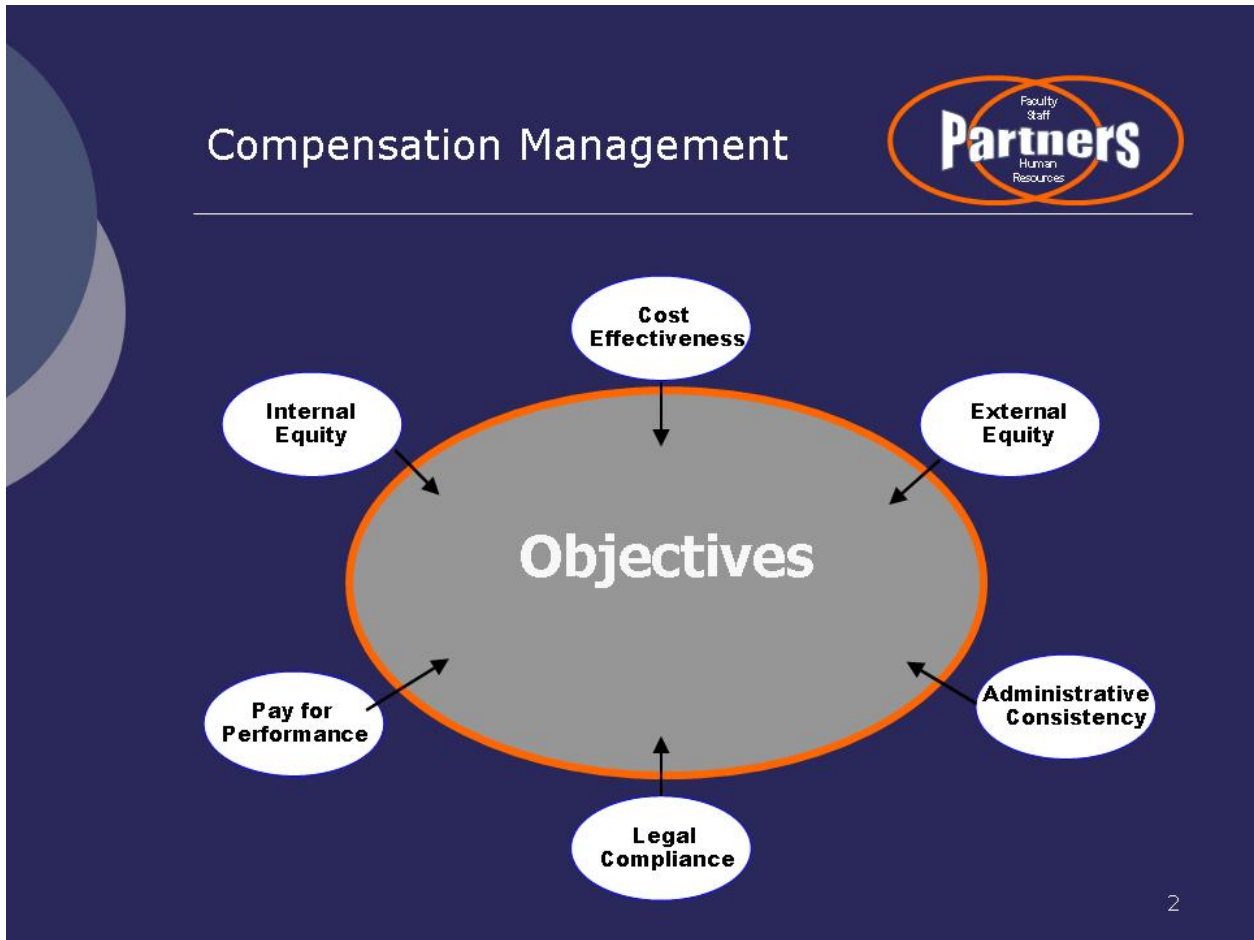 Compensation Management
Faculty
Staff
Partners
Human
Resources
Cost
Effectiveness
Internal
Equity
External
Equity
Objectives
Pay for
Performance
Administrative
Consistency
Legal
Compliance
2